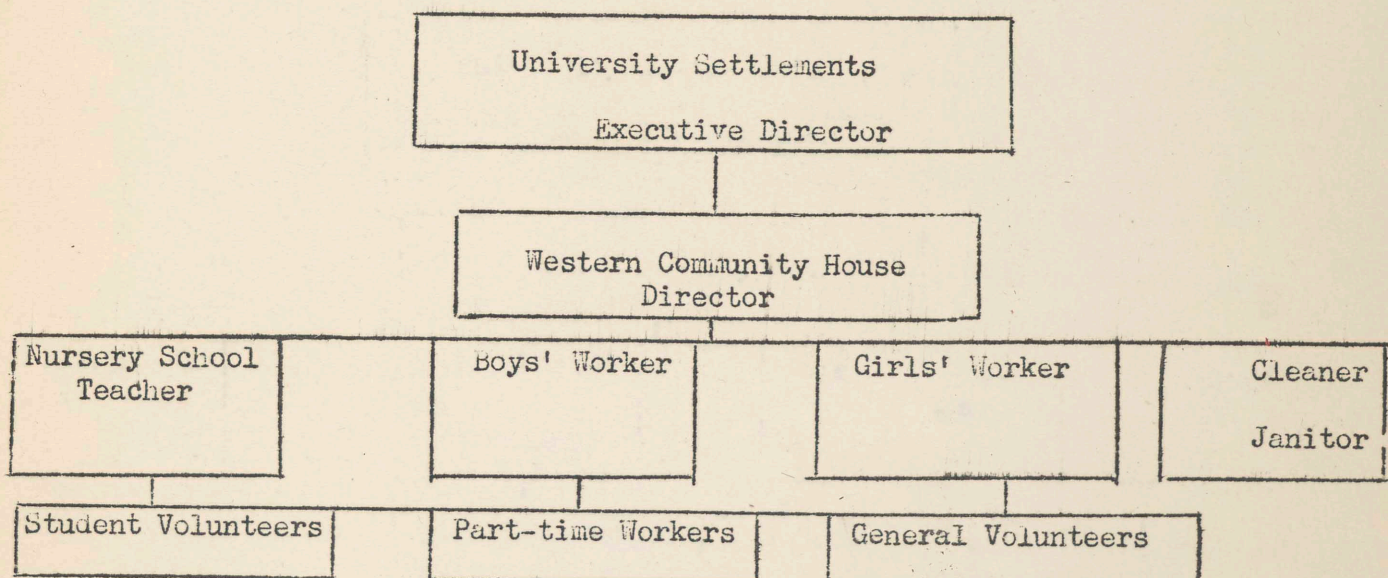 University Settlements
Executive Director
Western Community House
Director
Nursery School
Teacher
Boys' Worker
Girls' Worker
Cleaner
Janitor
Student Volunteers
Part-time Workers
General Volunteers